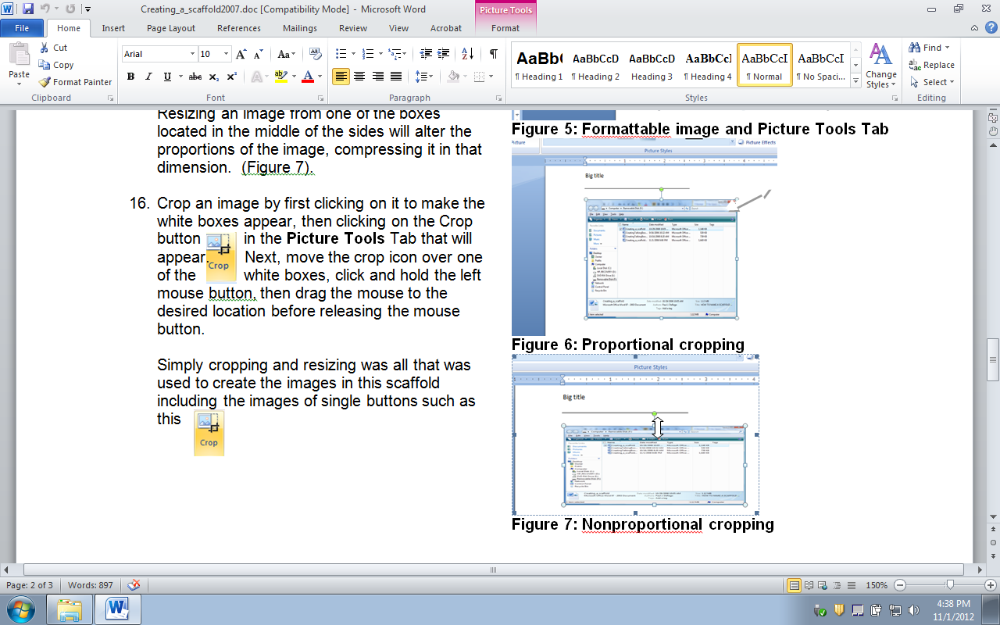 Creating_a_scaffold2007.doc [Compatibility Mode] - Microsoft Word
Picture Tools
File
Home
Insert
Page Layout
References
Mailings
Review
View
Acrobat
Format
Paste
Cut
Copy
Format Painter
Clipboard
Arial
10
Font
Paragraph
AaBb(
¶ Heading 1
AaBbCcD
¶ Heading 2
AaBbCcD
Heading 3
AaBbCcI
¶ Heading 4
AaBbCcI
¶ Normal
AaBbCcI
¶ No Spaci...
Change
Styles
Styles
Find
Replace
Select
Editing
Resizing an image from one of the boxes
located in the middle of the sides will alter the
proportions of the image, compressing it in that
dimension. (Figure 7).
16. Crop an image by first clicking on it to make the
white boxes appear, then clicking on the Crop
button in the Picture Tools Tab that will
appear. Next, move the crop icon over one
Crop
of the white boxes, click and hold the left
mouse button, then drag the mouse to the
desired location before releasing the mouse
button.
Simply cropping and resizing was all that was
used to create the images in this scaffold
including the images of single buttons such as
this
Crop
Figure 5: Formattable image and Picture Tools Tab
Picture
Picture Effects
Picture Styles
Big title
Figure 6: Proportional cropping
Picture Styles
Big title
Figure 7: Nonproportional cropping
Page: 2 of 3
Words: 897
150%
4:38 PM
11/1/2012